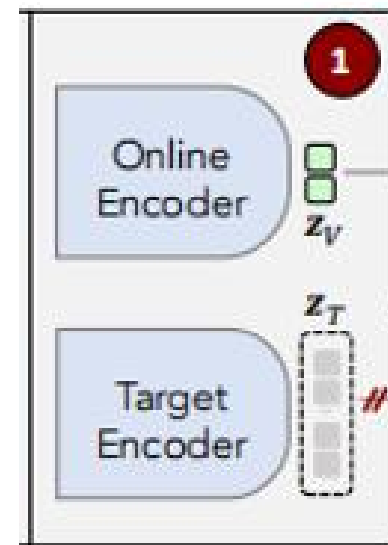 1
Online
Encoder
z_V
z_T
Target
Encoder
//